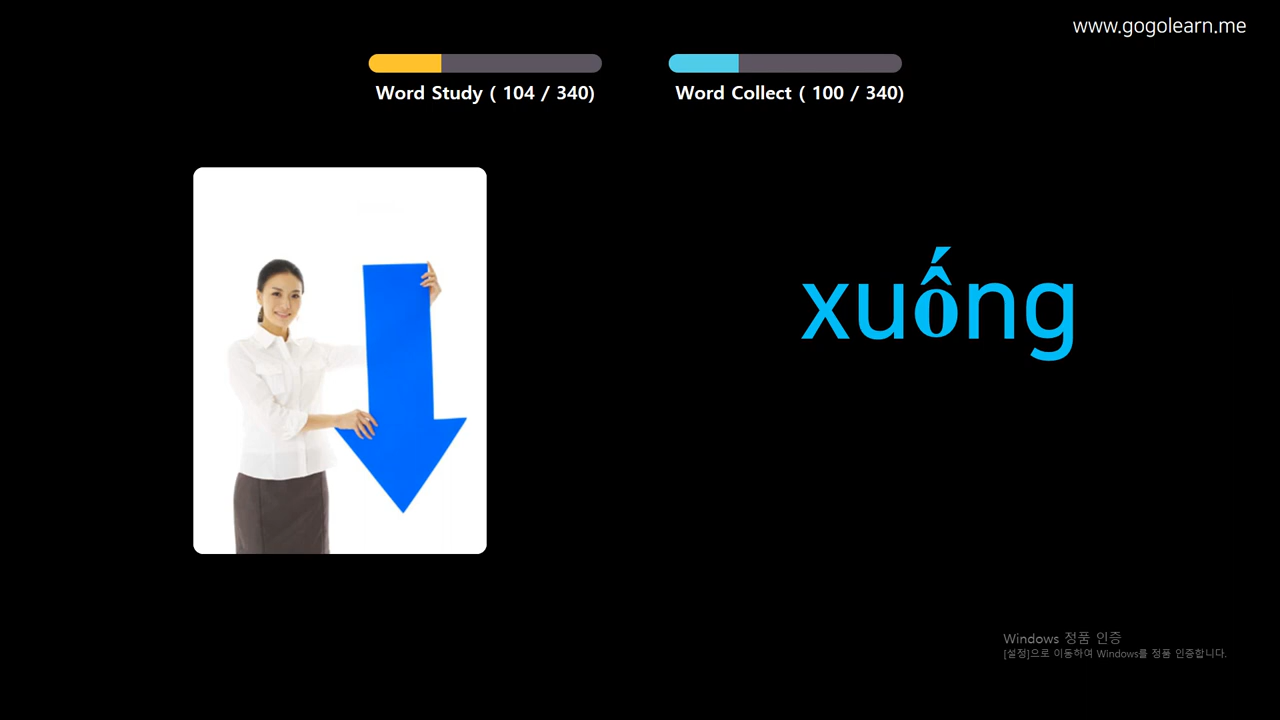 www.gogolearn.me
Word Study ( 104 / 340)
Word Collect ( 100 / 340)
xuống
Windows 정품 인증
[설정]으로 이동하여 Windows를 정품 인증합니다.